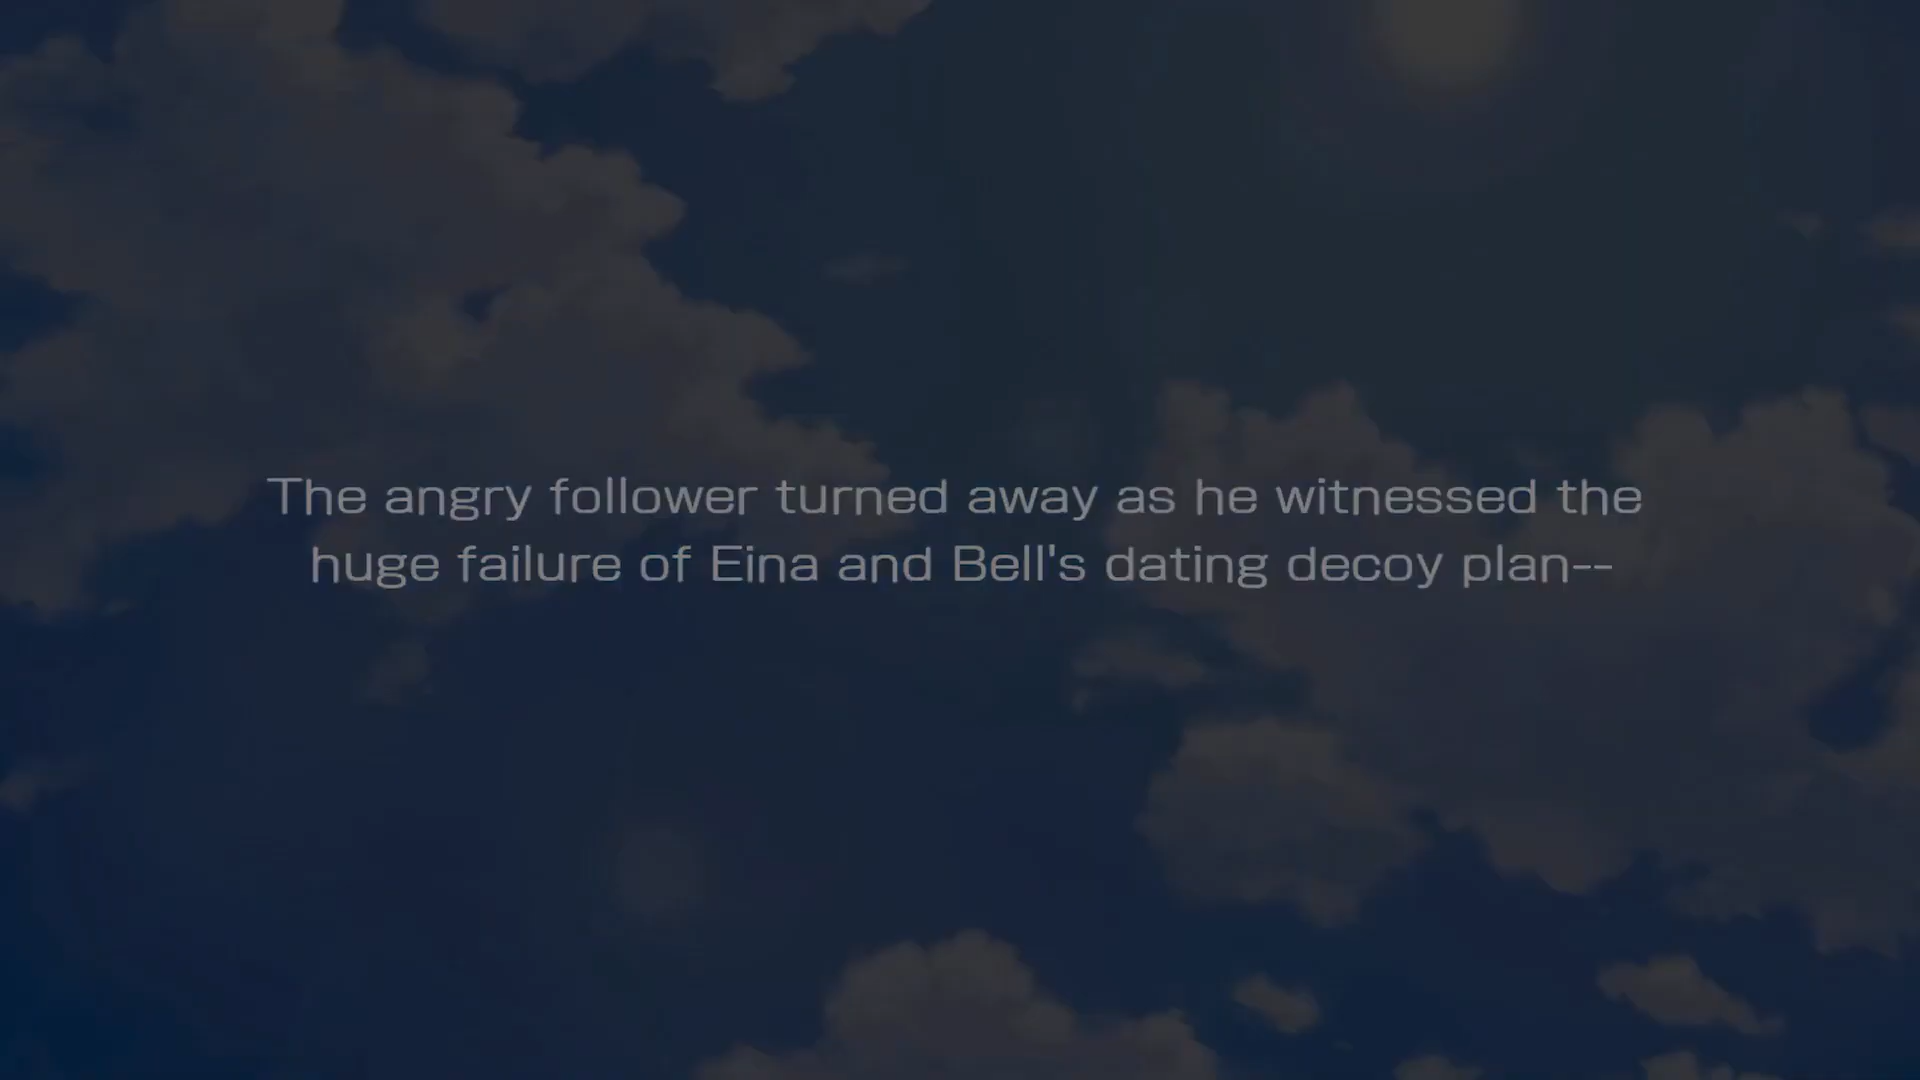 The angry follower turned away as he witnessed the
huge failure of Eina and Bell's dating decoy plan--